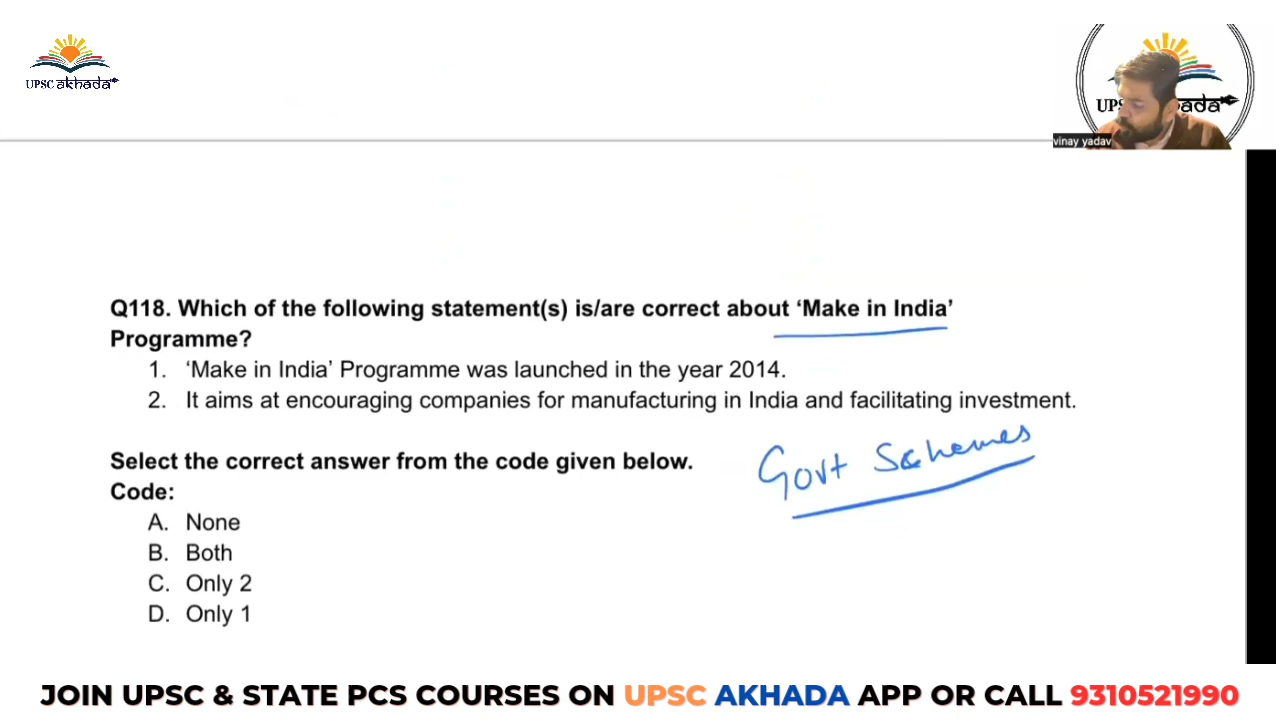 UPSC akhada
UP ada
vinay yadav
Q118. Which of the following statement(s) is/are correct about ‘Make in India’
Programme?
1. ‘Make in India’ Programme was launched in the year 2014.
2. It aims at encouraging companies for manufacturing in India and facilitating investment.
Govt Schemes
Select the correct answer from the code given below.
Code:
A. None
B. Both
C. Only 2
D. Only 1
JOIN UPSC & STATE PCS COURSES ON UPSC AKHADA APP OR CALL 9310521990